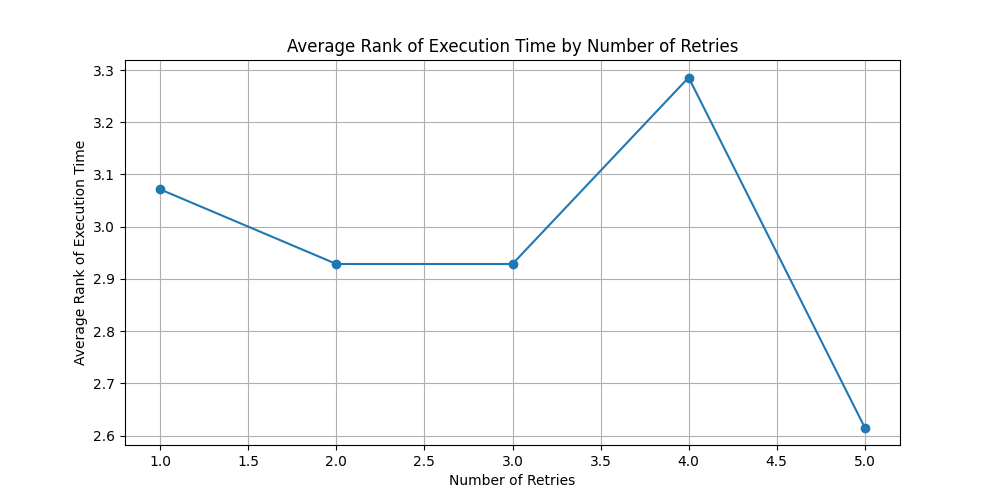 Average Rank of Execution Time by Number of Retries
Average Rank of Execution Time
3.3
3.2
3.1
3.0
2.9
2.8
2.7
2.6
1.0 1.5 2.0 2.5 3.0 3.5 4.0 4.5 5.0
Number of Retries